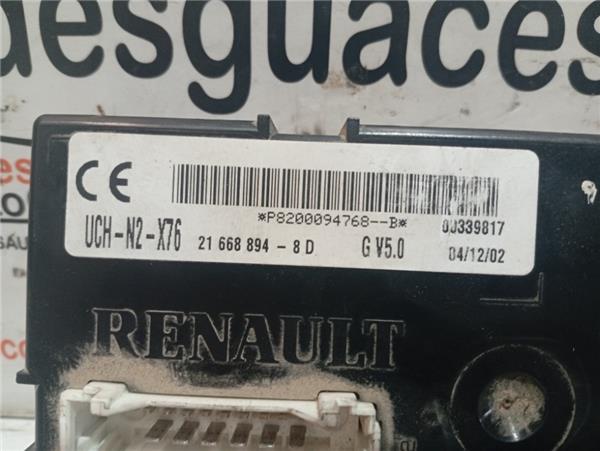 desguaces
CE
*P8200094768--B*
00339817
UCH-N2-X76
21 668 894 - 8 D
G V5.0
04/12/02
RENAULT